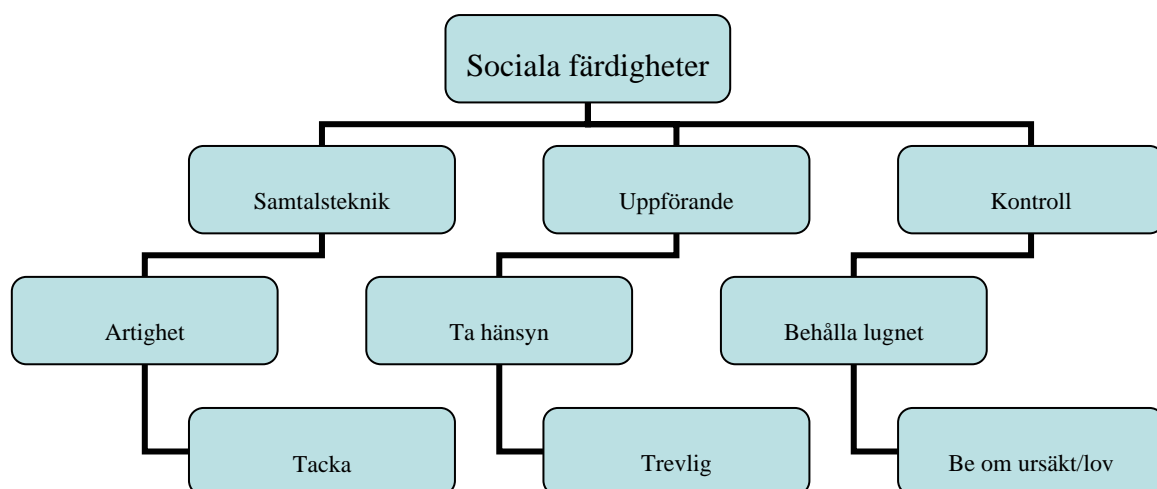 Sociala färdigheter
Samtalsteknik
Uppförande
Kontroll
Artighet
Ta hänsyn
Behålla lugnet
Tacka
Trevlig
Be om ursäkt/lov